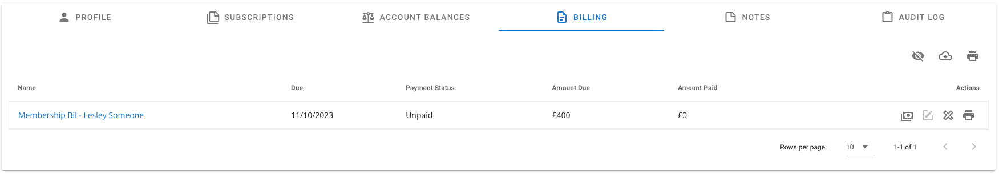 PROFILE SUBSCRIPTIONS ACCOUNT BALANCES BILLING NOTES AUDIT LOG
Name Due Payment Status Amount Due Amount Paid Actions
Membership Bil - Lesley Someone 11/10/2023 Unpaid £400 £0
Rows per page: 10 1-1 of 1